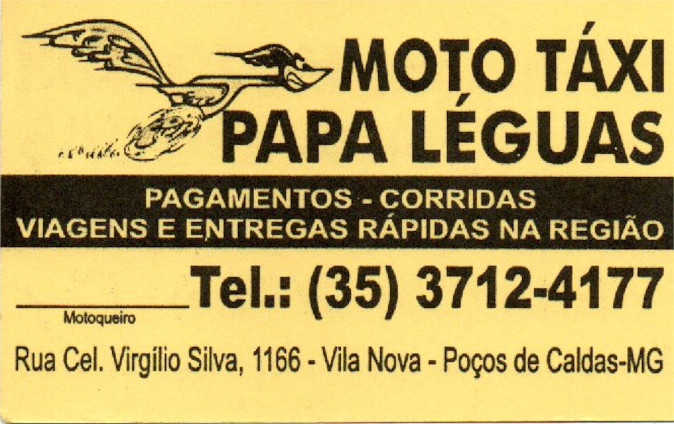 MOTO TÁXI
PAPA LÉGUAS
PAGAMENTOS - CORRIDAS
VIAGENS E ENTREGAS RÁPIDAS NA REGIÃO
Tel.: (35) 3712-4177
Motoqueiro
Rua Cel. Virgílio Silva, 1166 - Vila Nova - Poços de Caldas-MG